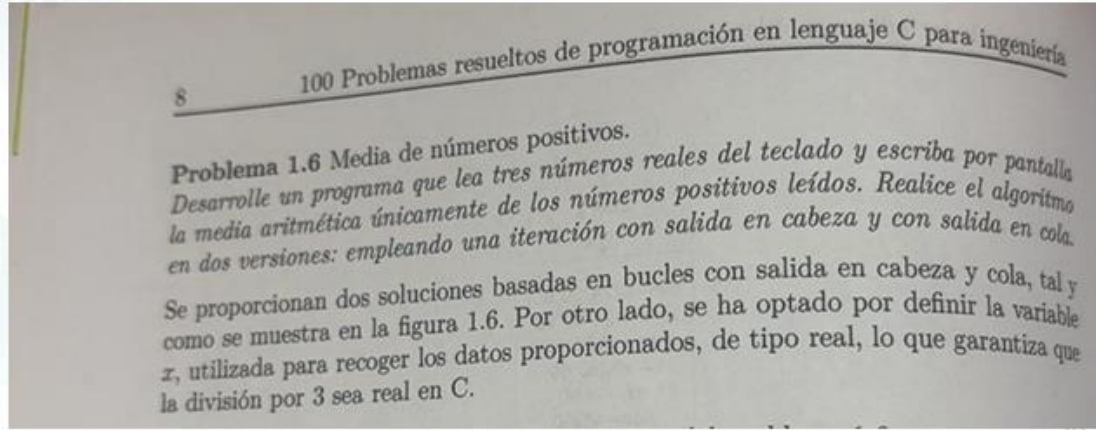 8 100 Problemas resueltos de programación en lenguaje C para ingeniería
Problema 1.6 Media de números positivos.
Desarrolle un programa que lea tres números reales del teclado y escriba por pantalla
la media aritmética únicamente de los números positivos leídos. Realice el algoritmo
en dos versiones: empleando una iteración con salida en cabeza y con salida en cola.
Se proporcionan dos soluciones basadas en bucles con salida en cabeza y cola, tal y
como se muestra en la figura 1.6. Por otro lado, se ha optado por definir la variable
x, utilizada para recoger los datos proporcionados, de tipo real, lo que garantiza que
la división por 3 sea real en C.